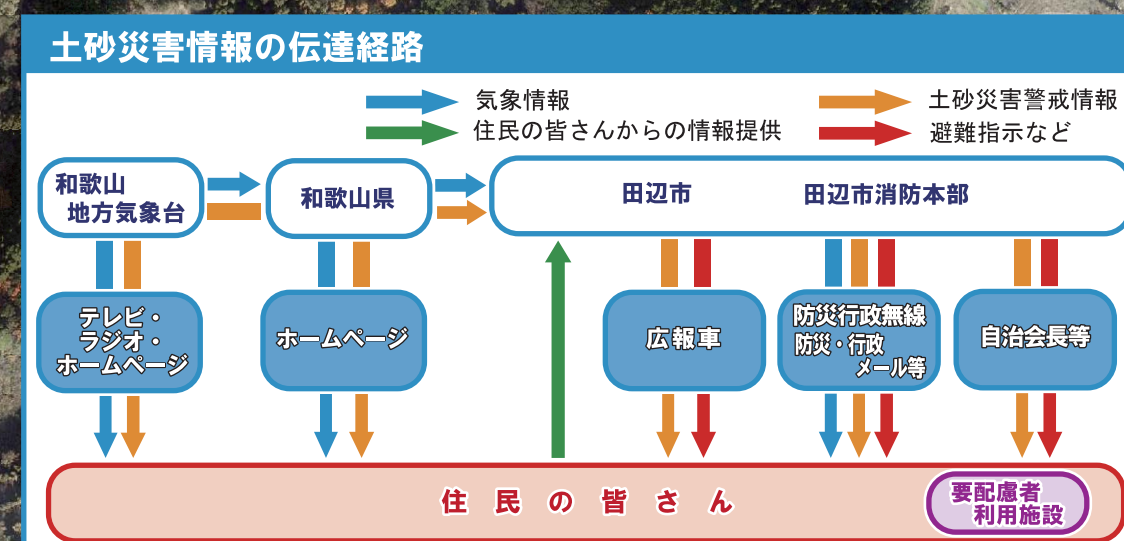 土砂災害情報の伝達経路
気象情報
土砂災害警戒情報
住民の皆さんからの情報提供
避難指示など
和歌山
地方気象台
和歌山県
田辺市
田辺市消防本部
テレビ・
ラジオ・
ホームページ
ホームページ
広報車
防災行政無線
防災・行政
メール等
自治会長等
住民の皆さん
要配慮者
利用施設